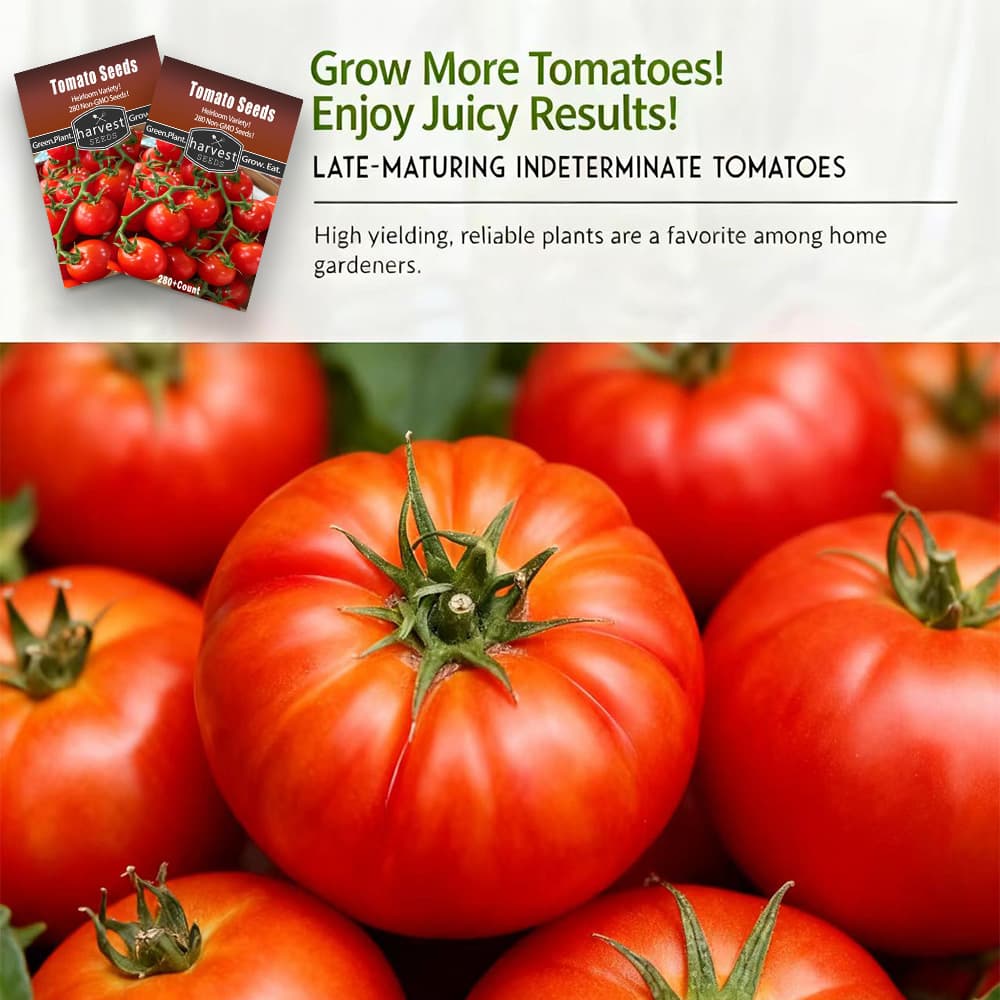 Tomato Seeds
Heirloom Variety!
280 Non-GMO Seeds!
Green.Plant. Grow
harvest
SEEDS
Tomato Seeds
Heirloom Variety!
280 Non-GMO Seeds!
Green.Plant. Grow. Eat.
harvest
SEEDS
280+Count
Grow More Tomatoes!
Enjoy Juicy Results!
LATE-MATURING INDETERMINATE TOMATOES
High yielding, reliable plants are a favorite among home
gardeners.